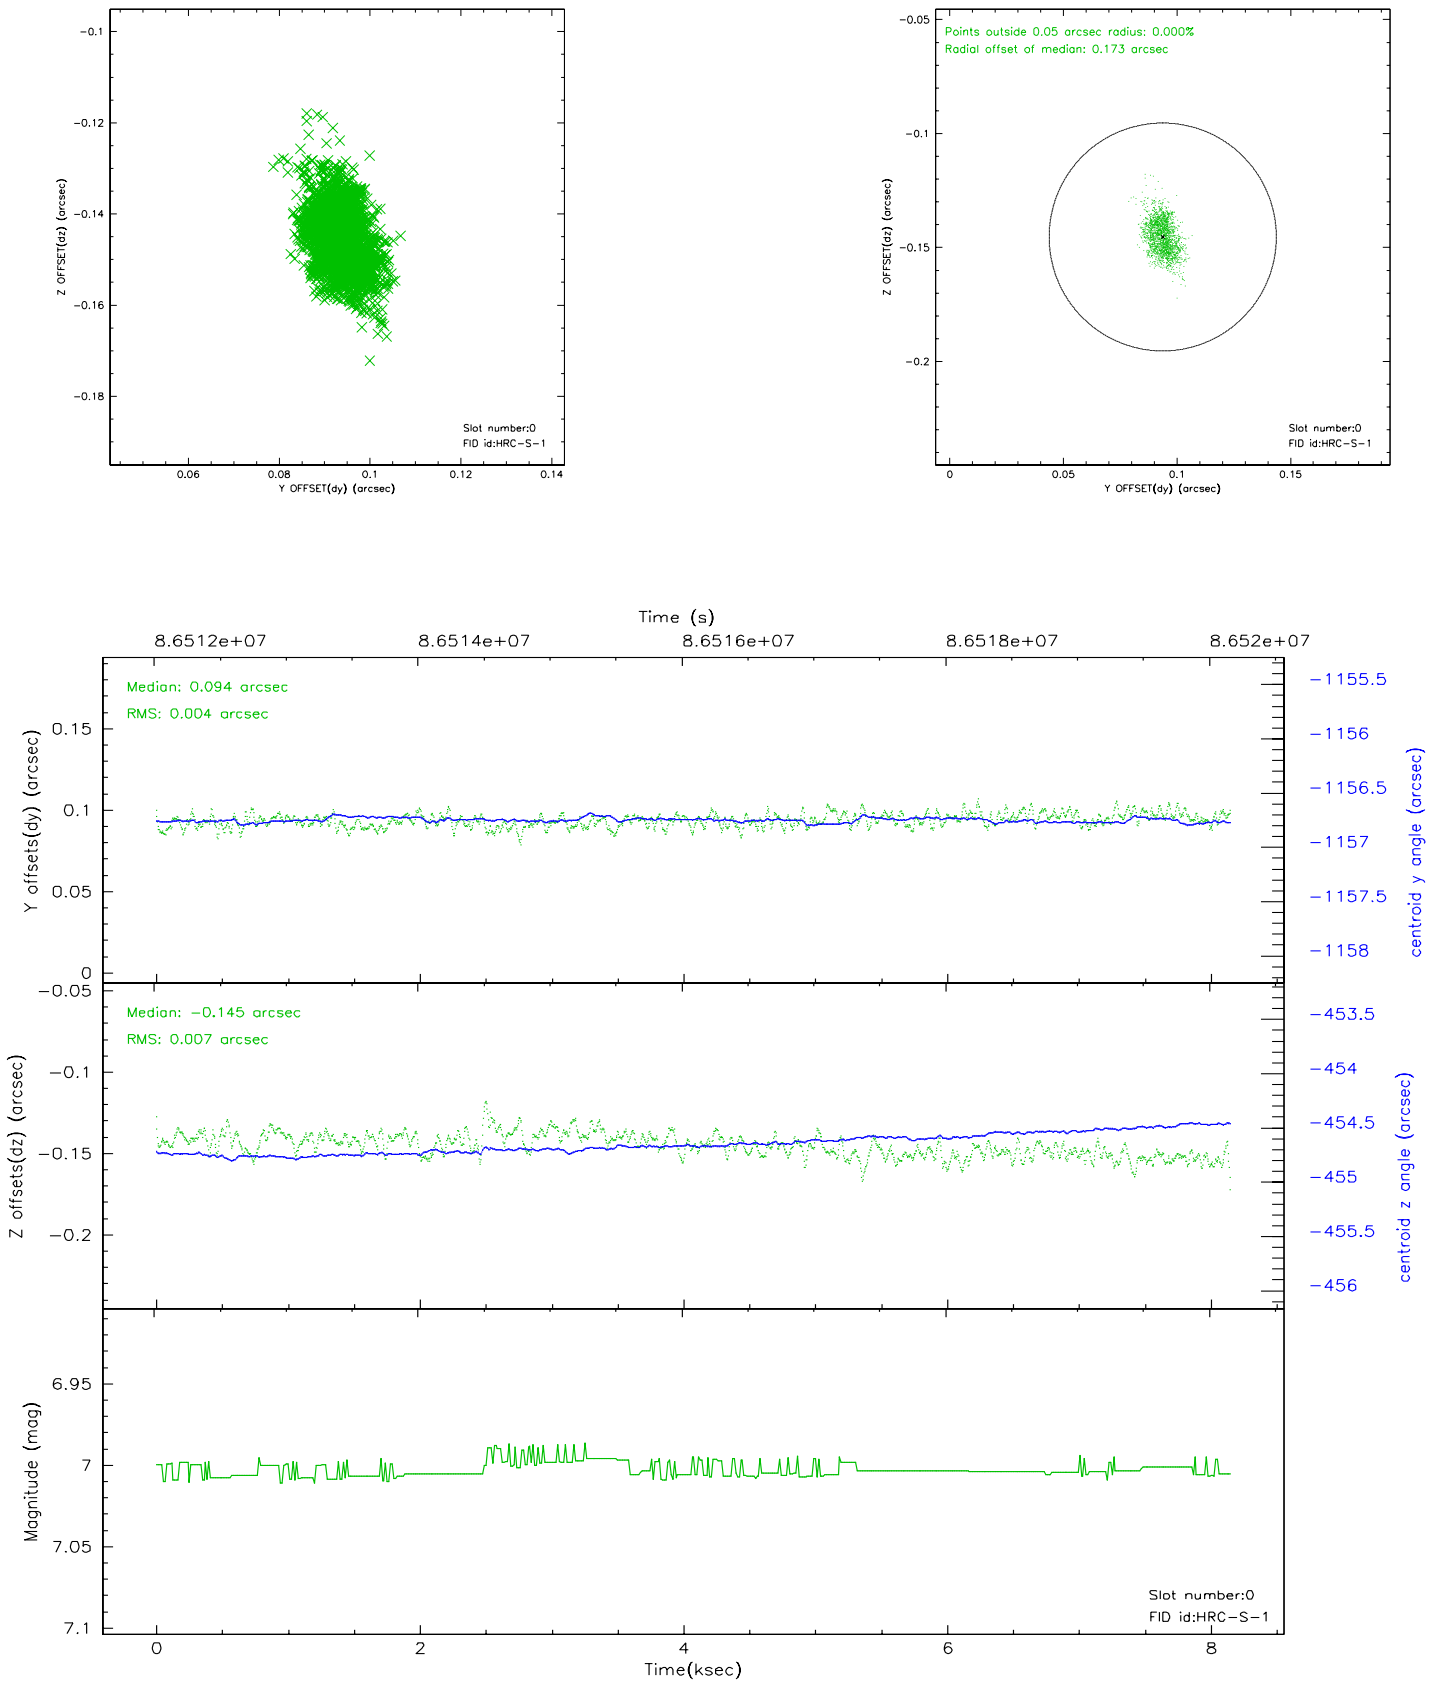 −0.1
−0.12
−0.14
−0.16
−0.18
Z OFFSET(dz) (arcsec)
Slot number:0
FID id:HRC−S−1
0.06 0.08 0.1 0.12 0.14
Y OFFSET(dy) (arcsec)
Points outside 0.05 arcsec radius: 0.000%
Radial offset of median: 0.173 arcsec
−0.05
−0.1
−0.15
−0.2
Z OFFSET(dz) (arcsec)
Slot number:0
FID id:HRC−S−1
0 0.05 0.1 0.15
Y OFFSET(dy) (arcsec)
Time (s)
8.6512e+07 8.6514e+07 8.6516e+07 8.6518e+07 8.652e+07
Median: 0.094 arcsec
RMS: 0.004 arcsec
0.15
0.1
0.05
0
Y offsets(dy) (arcsec)
−1155.5
−1156
−1156.5
−1157
−1157.5
−1158
centroid y angle (arcsec)
Median: −0.145 arcsec
RMS: 0.007 arcsec
−0.05
−0.1
−0.15
−0.2
Z offsets(dz) (arcsec)
−453.5
−454
−454.5
−455
−455.5
−456
centroid z angle (arcsec)
6.95
7
7.05
7.1
Magnitude (mag)
Slot number:0
FID id:HRC−S−1
0 2 4 6 8
Time(ksec)